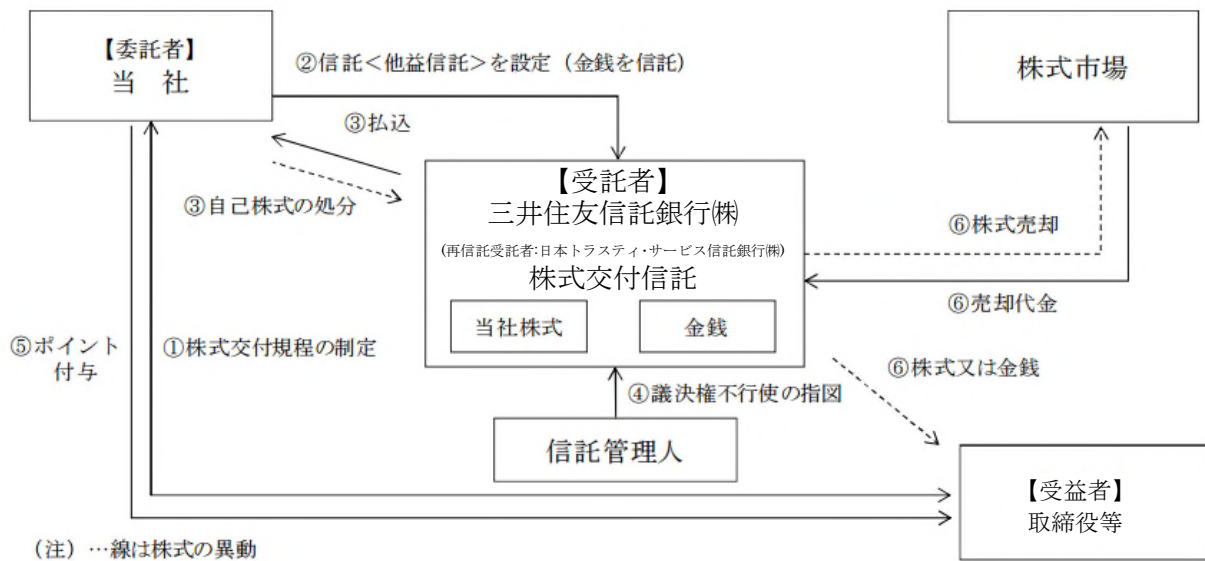 【委託者】
当 社
②信託<他益信託>を設定（金銭を信託）
株式市場
③払込
③自己株式の処分
【受託者】
三井住友信託銀行㈱
(再信託受託者:日本トラスティ・サービス信託銀行㈱)
株式交付信託
当社株式
金銭
⑥株式売却
⑥売却代金
⑤ポイント
付与
①株式交付規程の制定
⑥株式又は金銭
④議決権不行使の指図
信託管理人
【受益者】
取締役等
（注）…線は株式の異動